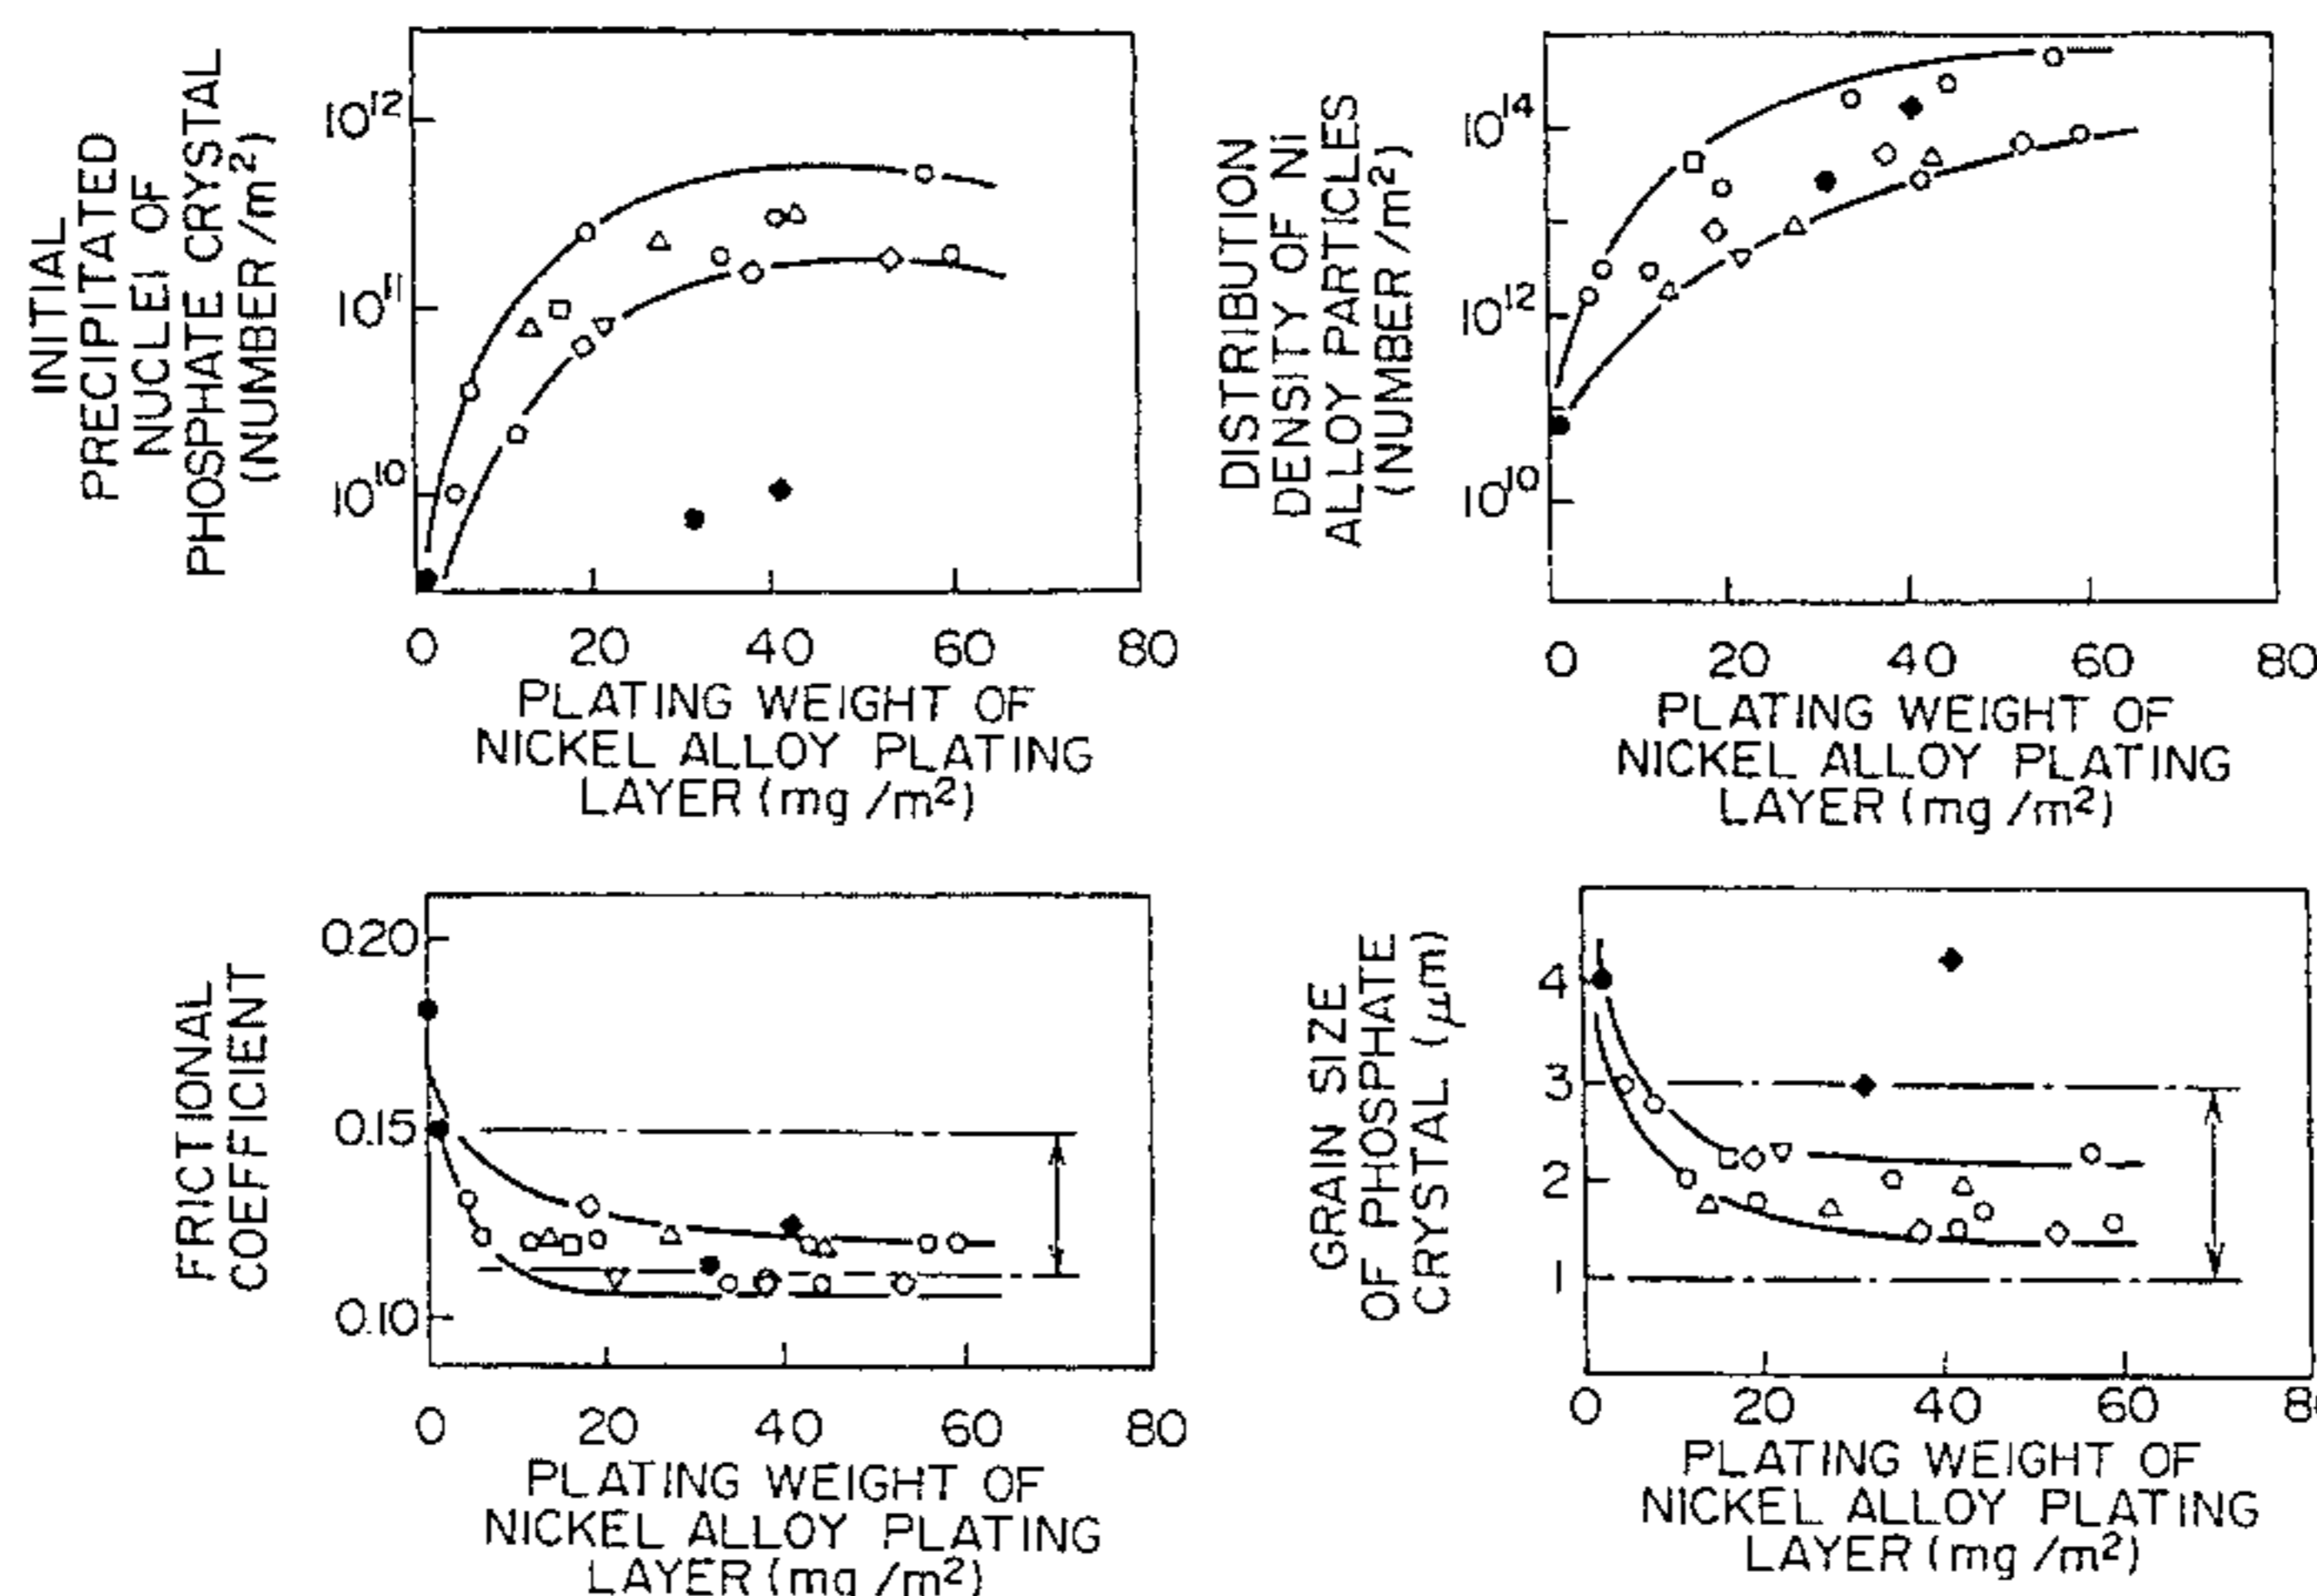 INITIAL
PRECIPITATED
NUCLEI OF
PHOSPHATE CRYSTAL
(NUMBER/m²)
10¹²
10¹¹
10¹⁰
0 20 40 60 80
PLATING WEIGHT OF
NICKEL ALLOY PLATING
LAYER (mg/m²)
DISTRIBUTION
DENSITY OF Ni
ALLOY PARTICLES
(NUMBER/m²)
10¹⁴
10¹²
10¹⁰
0 20 40 60 80
PLATING WEIGHT OF
NICKEL ALLOY PLATING
LAYER (mg/m²)
FRICTIONAL
COEFFICIENT
0.20
0.15
0.10
0 20 40 60 80
PLATING WEIGHT OF
NICKEL ALLOY PLATING
LAYER (mg/m²)
GRAIN SIZE
OF PHOSPHATE
CRYSTAL (μm)
4
3
2
1
0 20 40 60
PLATING WEIGHT OF
NICKEL ALLOY PLATING
LAYER (mg/m²)